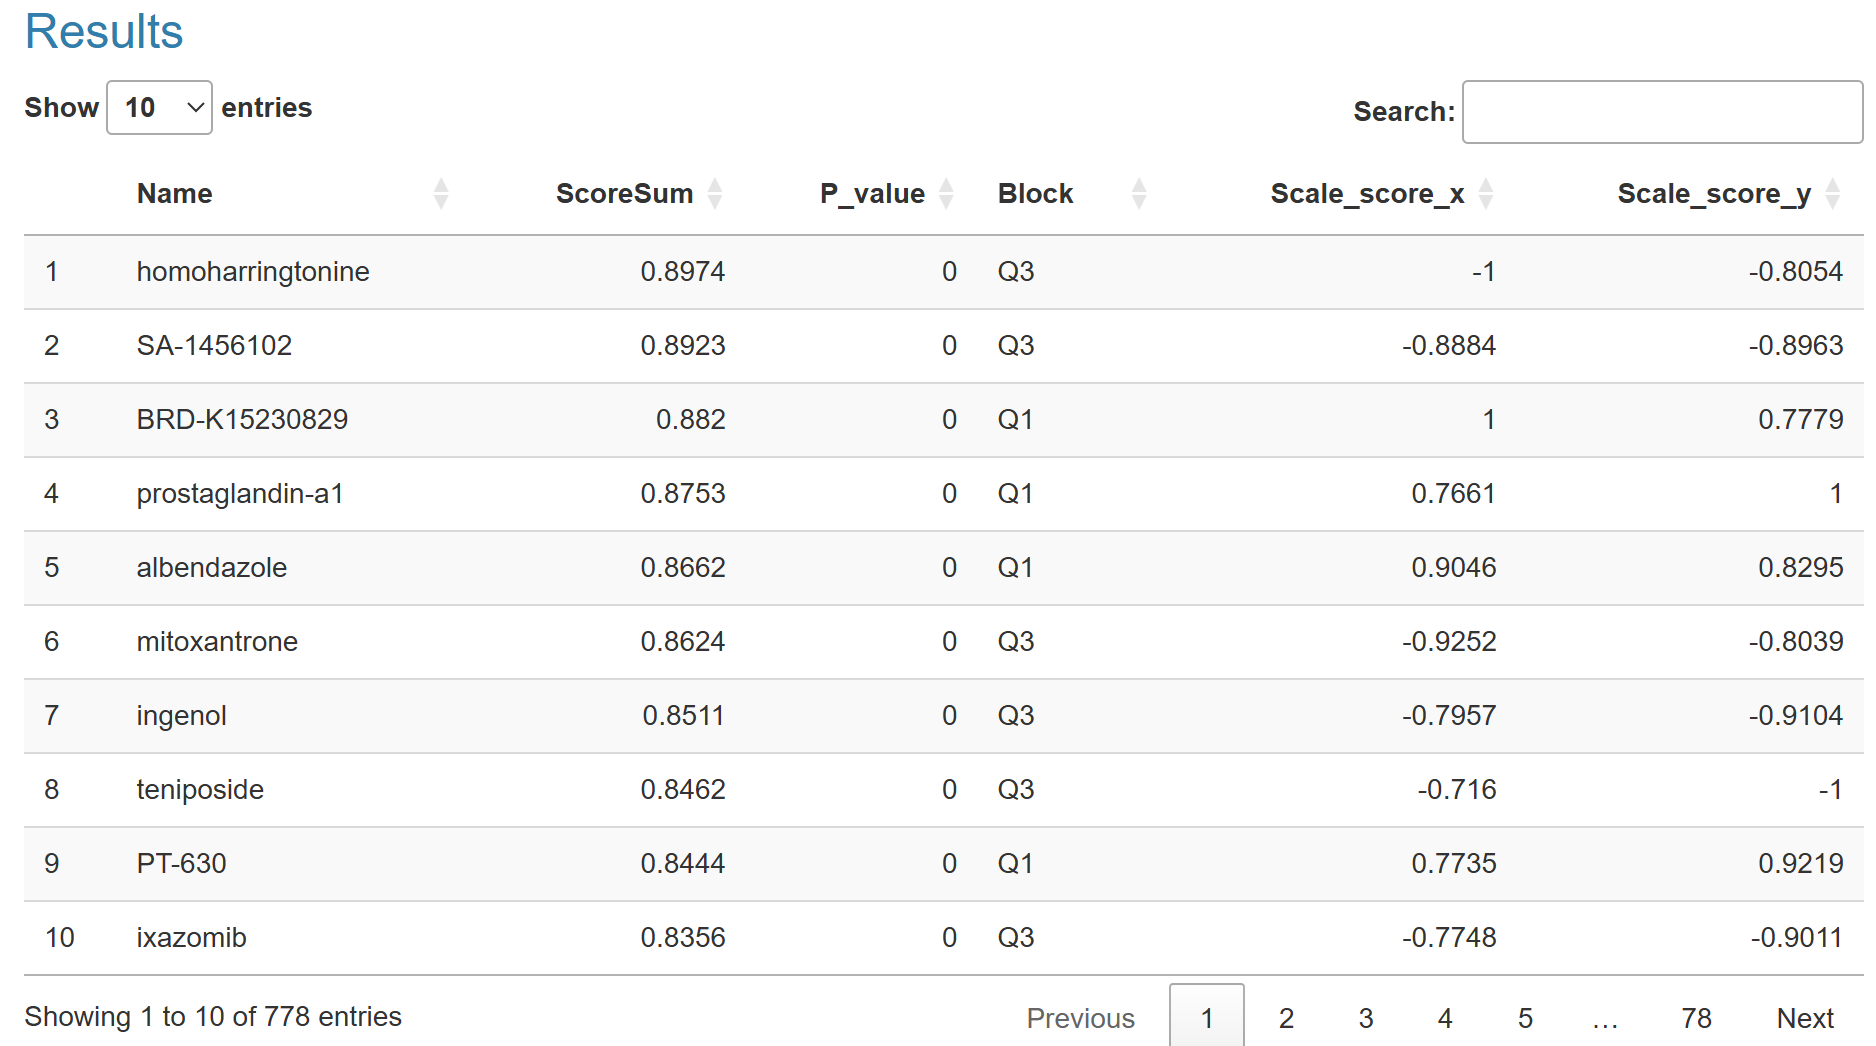 Results
Show 10 entries Search:
Name ScoreSum P_value Block Scale_score_x Scale_score_y
1 homoharringtonine 0.8974 0 Q3 -1 -0.8054
2 SA-1456102 0.8923 0 Q3 -0.8884 -0.8963
3 BRD-K15230829 0.882 0 Q1 1 0.7779
4 prostaglandin-a1 0.8753 0 Q1 0.7661 1
5 albendazole 0.8662 0 Q1 0.9046 0.8295
6 mitoxantrone 0.8624 0 Q3 -0.9252 -0.8039
7 ingenol 0.8511 0 Q3 -0.7957 -0.9104
8 teniposide 0.8462 0 Q3 -0.716 -1
9 PT-630 0.8444 0 Q1 0.7735 0.9219
10 ixazomib 0.8356 0 Q3 -0.7748 -0.9011
Showing 1 to 10 of 778 entries Previous 1 2 3 4 5 … 78 Next